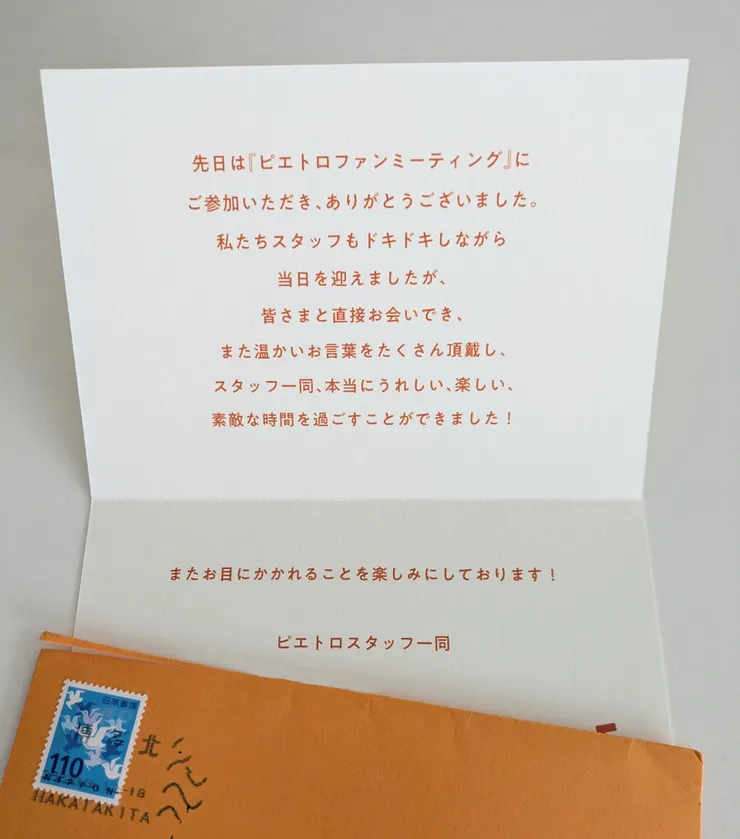 先日は『ピエトロファンミーティング』に
ご参加いただき、ありがとうございました。
私たちスタッフもドキドキしながら
当日を迎えましたが、
皆さまと直接お会いでき、
また温かいお言葉をたくさん頂戴し、
スタッフ一同、本当にうれしい、楽しい、
素敵な時間を過ごすことができました！
またお目にかかれることを楽しみにしております！
ピエトロスタッフ一同
日本郵便
博多北
110
NIPPON
-18
HAKATAKITA